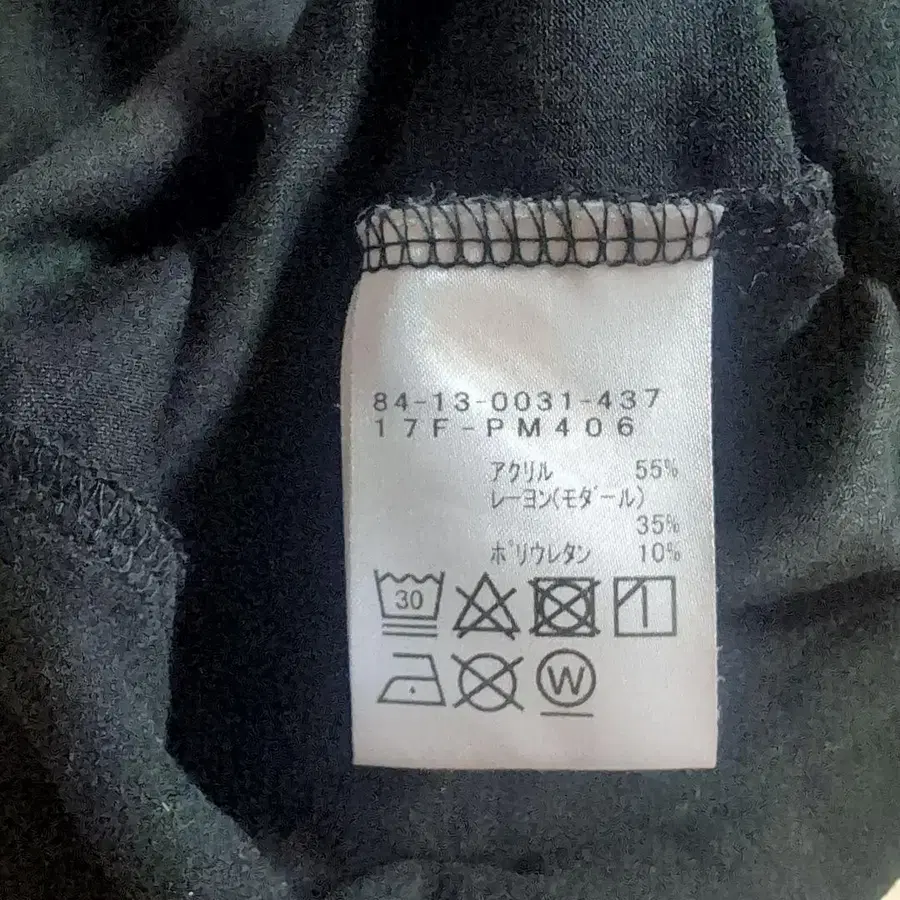 84-13-0031-437
17F-PM406
アクリル 55%
レーヨン(モダール)
35%
ポリウレタン 10%
30
W